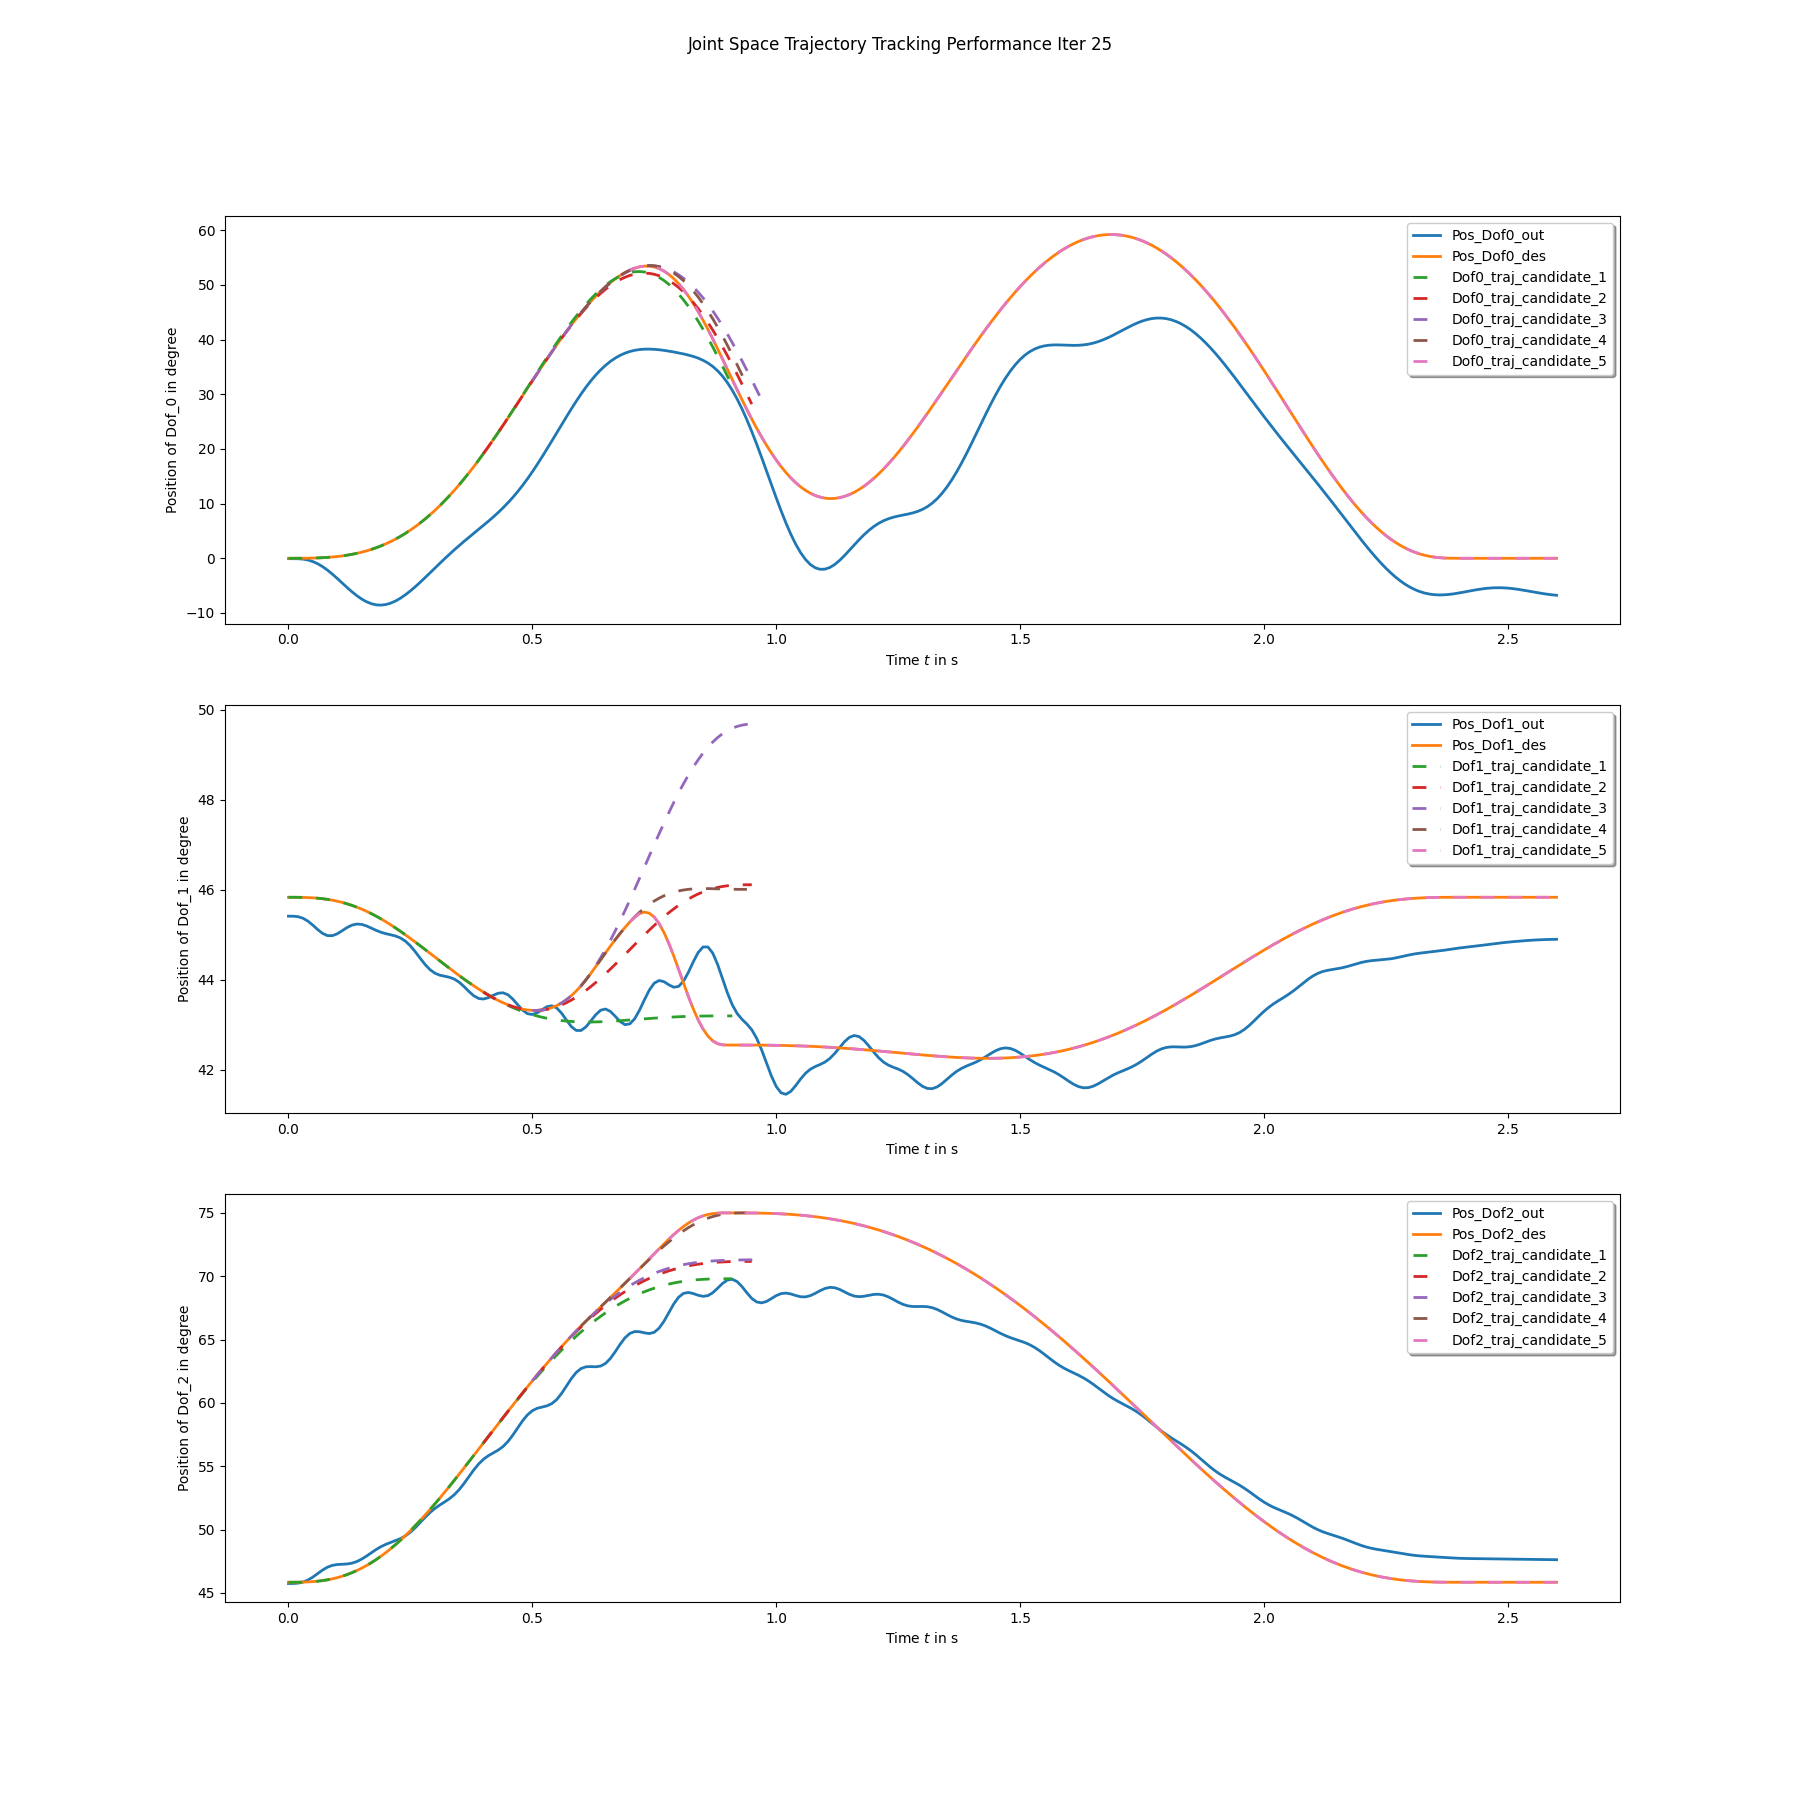 Joint Space Trajectory Tracking Performance Iter 25
60
50
40
30
20
10
0
−10
Position of Dof_0 in degree
0.0 0.5 1.0 1.5 2.0 2.5
Time t in s
Pos_Dof0_out
Pos_Dof0_des
Dof0_traj_candidate_1
Dof0_traj_candidate_2
Dof0_traj_candidate_3
Dof0_traj_candidate_4
Dof0_traj_candidate_5
50
48
46
44
42
Position of Dof_1 in degree
0.0 0.5 1.0 1.5 2.0 2.5
Time t in s
Pos_Dof1_out
Pos_Dof1_des
Dof1_traj_candidate_1
Dof1_traj_candidate_2
Dof1_traj_candidate_3
Dof1_traj_candidate_4
Dof1_traj_candidate_5
75
70
65
60
55
50
45
Position of Dof_2 in degree
0.0 0.5 1.0 1.5 2.0 2.5
Time t in s
Pos_Dof2_out
Pos_Dof2_des
Dof2_traj_candidate_1
Dof2_traj_candidate_2
Dof2_traj_candidate_3
Dof2_traj_candidate_4
Dof2_traj_candidate_5